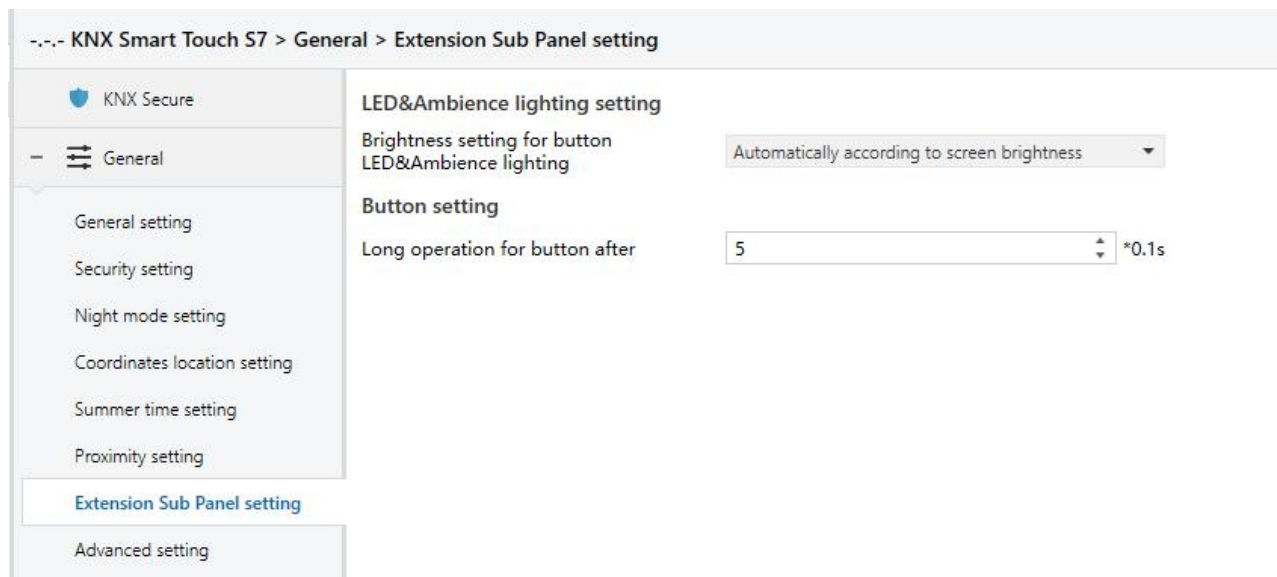 -.-.- KNX Smart Touch S7 > General > Extension Sub Panel setting
KNX Secure
General
General setting
Security setting
Night mode setting
Coordinates location setting
Summer time setting
Proximity setting
Extension Sub Panel setting
Advanced setting
LED&Ambience lighting setting
Brightness setting for button
LED&Ambience lighting
Automatically according to screen brightness
Button setting
Long operation for button after
5
*0.1s